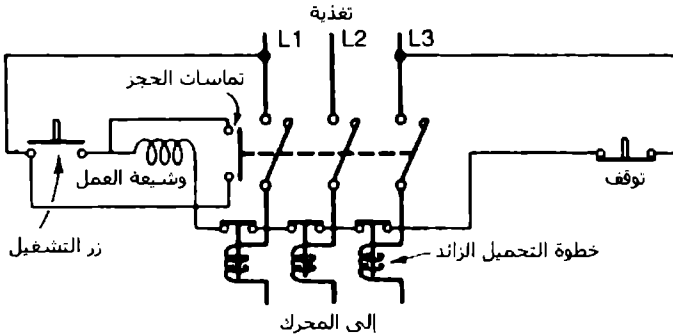 تغذية
L1 L2 L3
تماسات الحجز
وشيعة العمل
توقف
زر التشغيل
خطوة التحميل الزائد
إلى المحرك